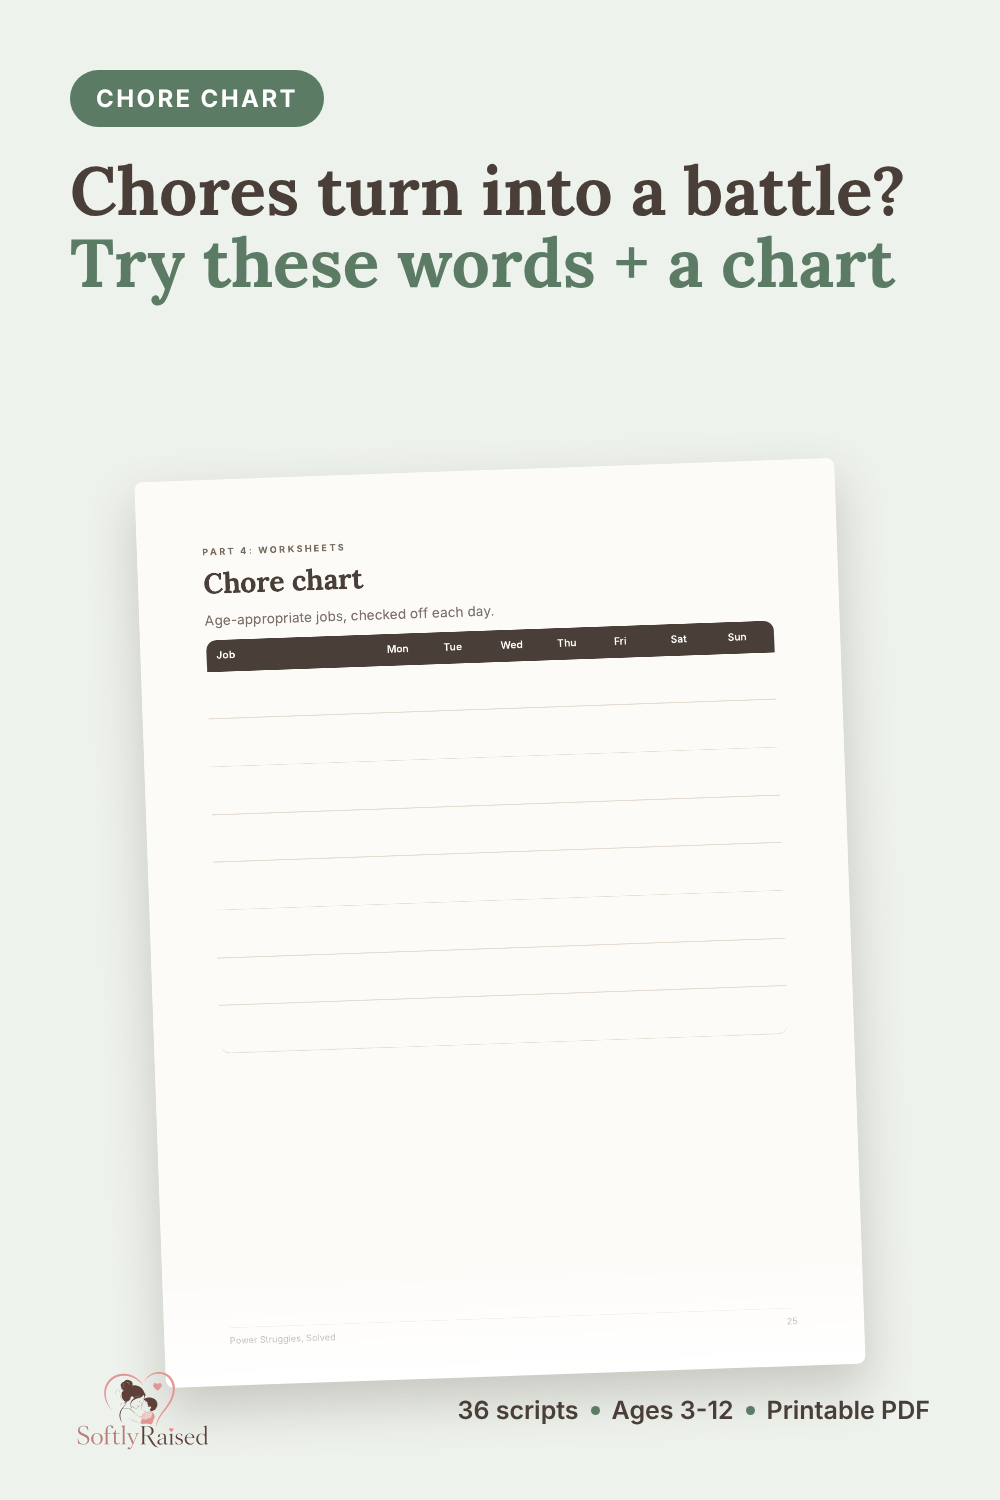 CHORE CHART
Chores turn into a battle?
Try these words + a chart
PART 4: WORKSHEETS
Chore chart
Age-appropriate jobs, checked off each day.
Job Mon Tue Wed Thu Fri Sat Sun
Power Struggles, Solved 25
SoftlyRaised
36 scripts • Ages 3-12 • Printable PDF